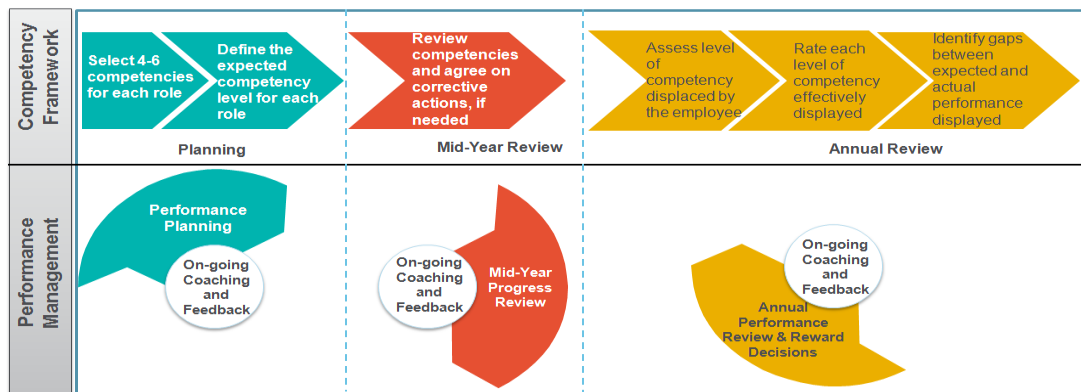 Competency
Framework
Select 4-6
competencies
for each role
Define the
expected
competency
level for each
role
Review
competencies
and agree on
corrective
actions, if
needed
Assess level
of
competency
displaced by
the employee
Rate each
level of
competency
effectively
displayed
Identify gaps
between
expected and
actual
performance
displayed
Planning
Mid-Year Review
Annual Review
Performance
Management
Performance
Planning
On-going
Coaching
and
Feedback
On-going
Coaching
and
Feedback
Mid-Year
Progress
Review
On-going
Coaching
and
Feedback
Annual
Performance
Review & Reward
Decisions